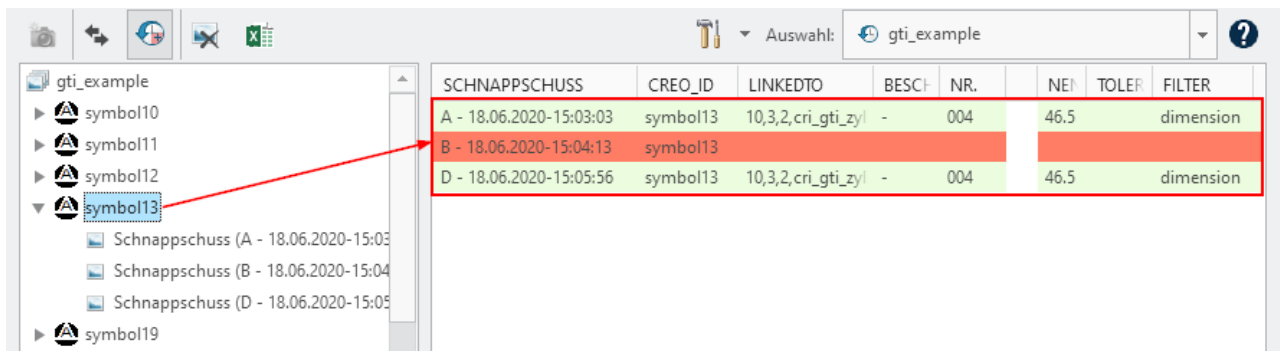 Auswahl: gti_example
gti_example
symbol10
symbol11
symbol12
symbol13
Schnappschuss (A - 18.06.2020-15:03
Schnappschuss (B - 18.06.2020-15:04
Schnappschuss (D - 18.06.2020-15:05
symbol19
SCHNAPPSCHUSS CREO_ID LINKEDTO BESCH NR. NEN TOLER FILTER
A - 18.06.2020-15:03:03 symbol13 10,3,2,cri_gti_zyl - 004 46.5 dimension
B - 18.06.2020-15:04:13 symbol13
D - 18.06.2020-15:05:56 symbol13 10,3,2,cri_gti_zyl - 004 46.5 dimension